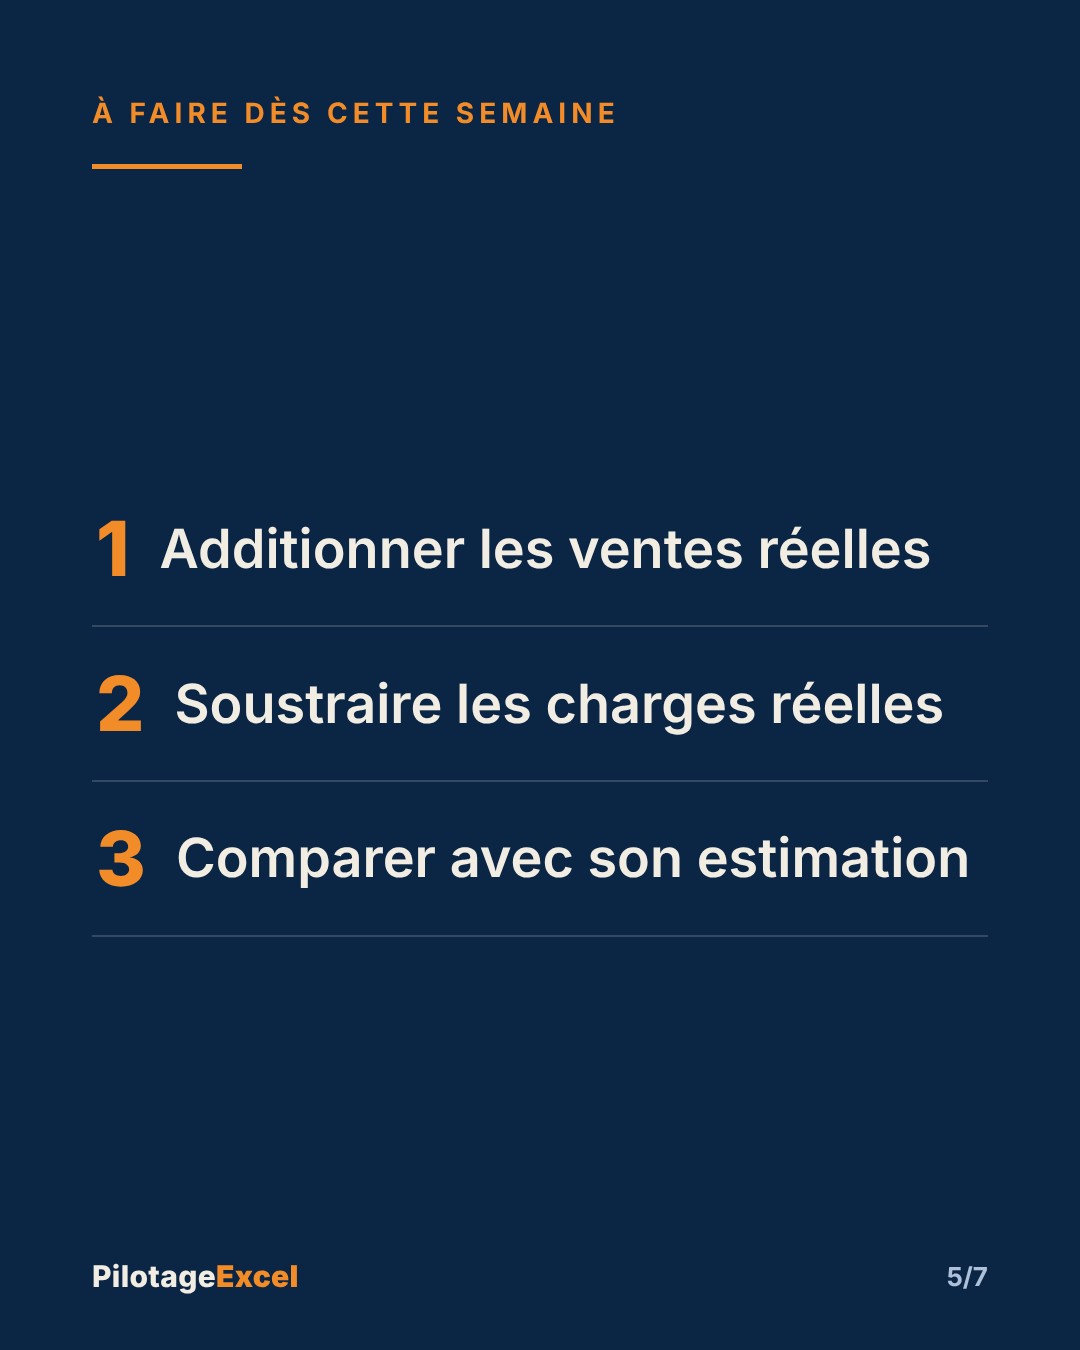 À FAIRE DÈS CETTE SEMAINE
1 Additionner les ventes réelles
2 Soustraire les charges réelles
3 Comparer avec son estimation
PilotageExcel
5/7